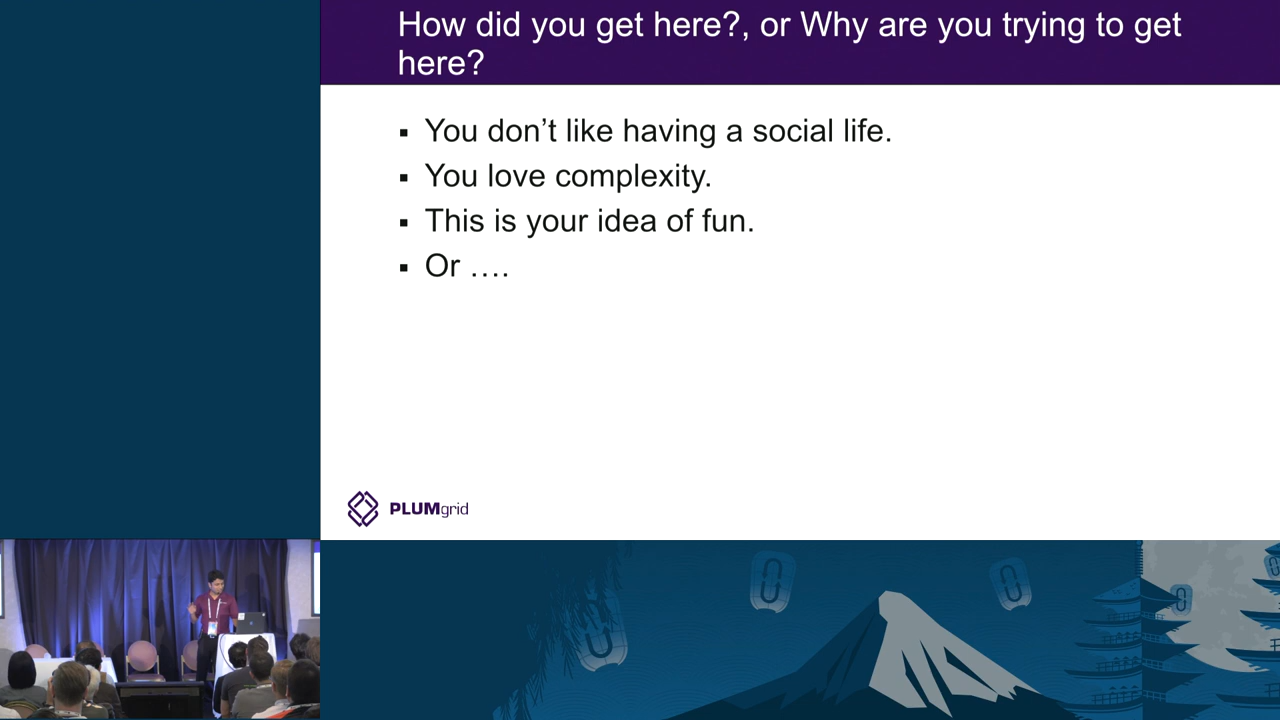 How did you get here?, or Why are you trying to get
here?
▪ You don’t like having a social life.
▪ You love complexity.
▪ This is your idea of fun.
▪ Or ….
PLUMgrid